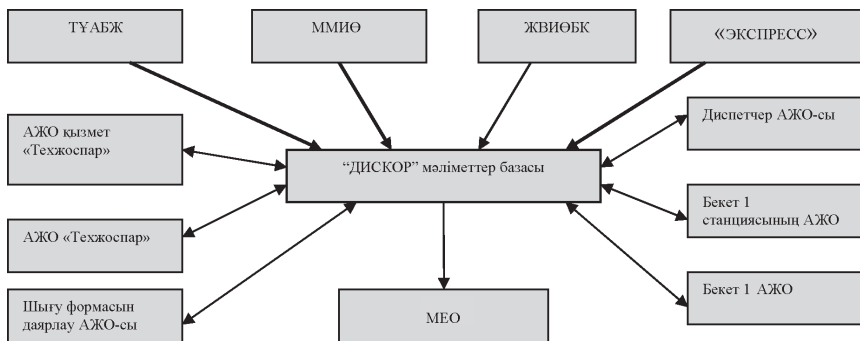 ТҰАБЖ
ММИӨ
ЖВИӨБК
«ЭКСПРЕСС»
АЖО қызмет
«Техжоспар»
Диспетчер АЖО-сы
“ДИСКОР” мәліметтер базасы
Бекет 1
станциясының АЖО
АЖО «Техжоспар»
Бекет 1 АЖО
Шығу формасын
даярлау АЖО-сы
МЕО